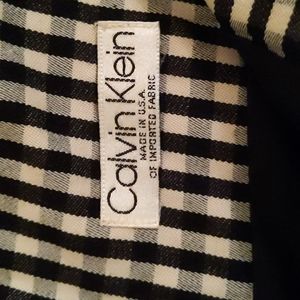 Calvin Klein
MADE IN U.S.A.
OF IMPORTED FABRIC